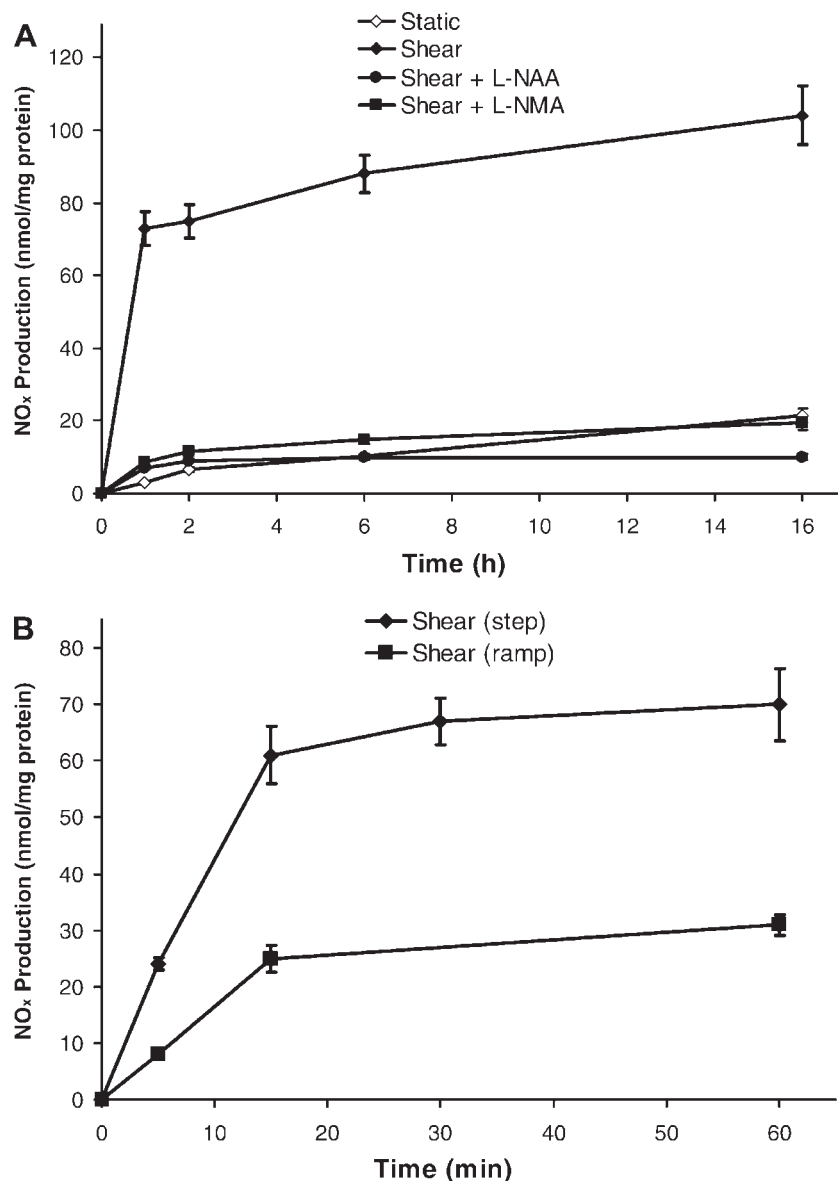 A
Static
Shear
Shear + L-NAA
Shear + L-NMA
120
100
80
60
40
20
0
NOx Production (nmol/mg protein)
0 2 4 6 8 10 12 14 16
Time (h)
B
Shear (step)
Shear (ramp)
80
70
60
50
40
30
20
10
0
NOx Production (nmol/mg protein)
0 10 20 30 40 50 60
Time (min)